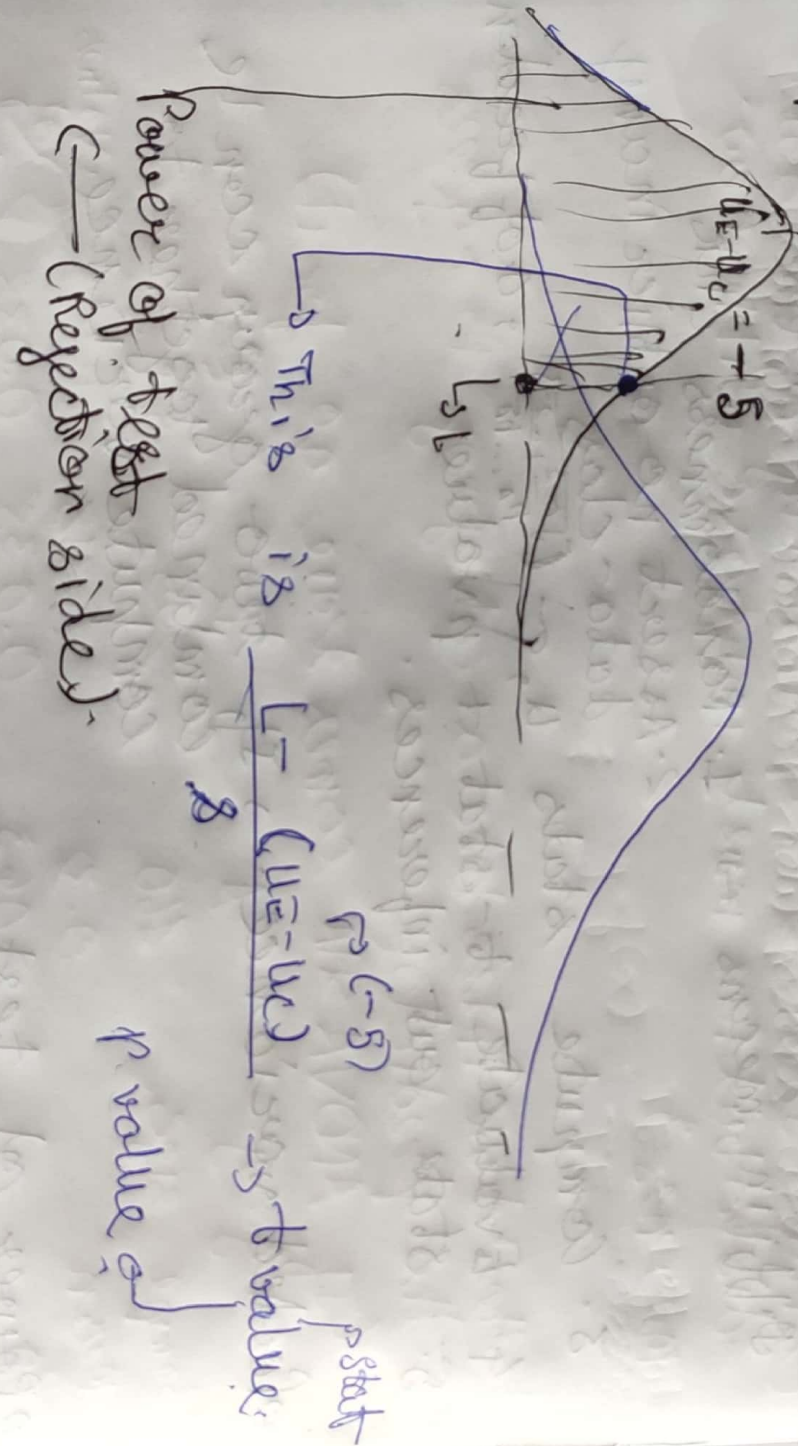 μE-μC = -5
↳ L
Power of test
← (Rejection side).
↳ This is L - (μE-μC) → t value.
s
↱ (-5)
↱ stat
p value